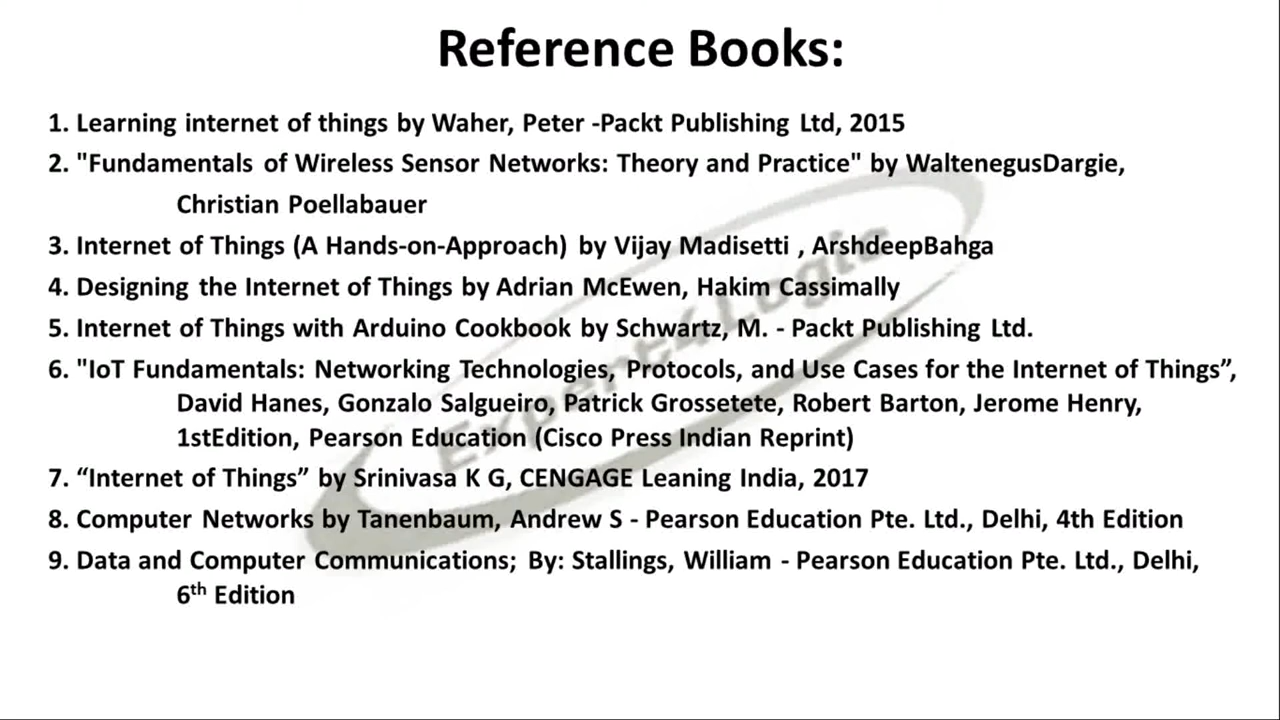 Reference Books:
1. Learning internet of things by Waher, Peter -Packt Publishing Ltd, 2015
2. "Fundamentals of Wireless Sensor Networks: Theory and Practice" by WaltenegusDargie,
Christian Poellabauer
3. Internet of Things (A Hands-on-Approach) by Vijay Madisetti , ArshdeepBahga
4. Designing the Internet of Things by Adrian McEwen, Hakim Cassimally
5. Internet of Things with Arduino Cookbook by Schwartz, M. - Packt Publishing Ltd.
6. "IoT Fundamentals: Networking Technologies, Protocols, and Use Cases for the Internet of Things”,
David Hanes, Gonzalo Salgueiro, Patrick Grossetete, Robert Barton, Jerome Henry,
1stEdition, Pearson Education (Cisco Press Indian Reprint)
7. “Internet of Things” by Srinivasa K G, CENGAGE Leaning India, 2017
8. Computer Networks by Tanenbaum, Andrew S - Pearson Education Pte. Ltd., Delhi, 4th Edition
9. Data and Computer Communications; By: Stallings, William - Pearson Education Pte. Ltd., Delhi,
6th Edition
Expert4Logic